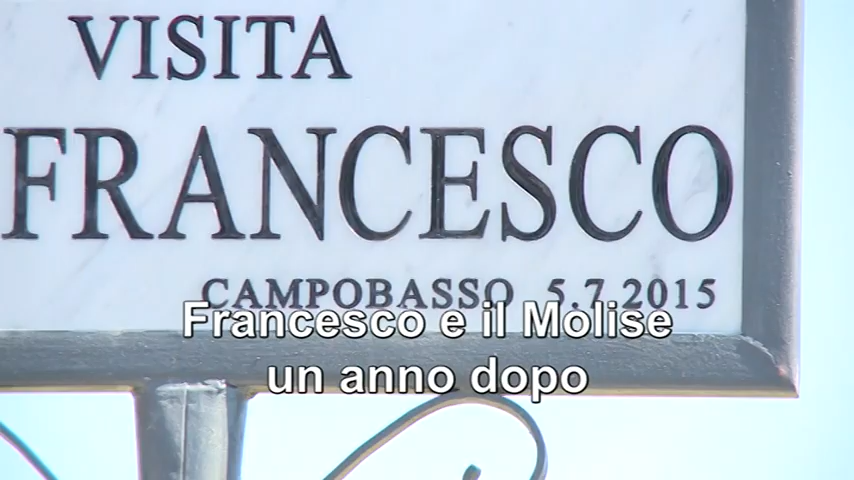 VISITA
FRANCESCO
CAMPOBASSO 5.7.2015
Francesco e il Molise
un anno dopo